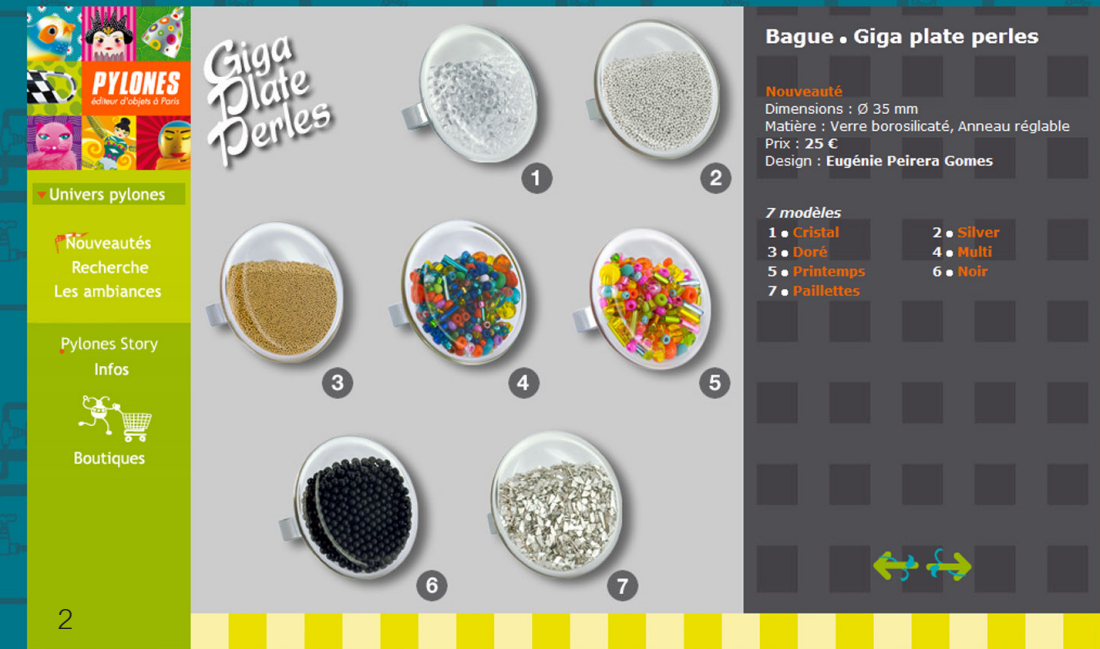 PYLONES
éditeur d'objets à Paris
Univers pylones
Nouveautés
Recherche
Les ambiances
Pylones Story
Infos
Boutiques
2
Giga
Plate
Perles
1
2
3
4
5
6
7
Bague • Giga plate perles
Nouveauté
Dimensions : Ø 35 mm
Matière : Verre borosilicaté, Anneau réglable
Prix : 25 €
Design : Eugénie Peirera Gomes
7 modèles
1 • Cristal 2 • Silver
3 • Doré 4 • Multi
5 • Printemps 6 • Noir
7 • Paillettes